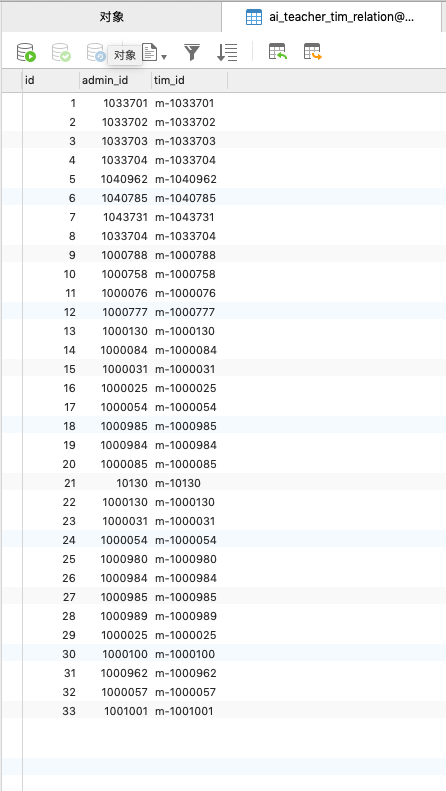 对象 ai_teacher_tim_relation@...
对象
id admin_id tim_id
1 1033701 m-1033701
2 1033702 m-1033702
3 1033703 m-1033703
4 1033704 m-1033704
5 1040962 m-1040962
6 1040785 m-1040785
7 1043731 m-1043731
8 1033704 m-1033704
9 1000788 m-1000788
10 1000758 m-1000758
11 1000076 m-1000076
12 1000777 m-1000777
13 1000130 m-1000130
14 1000084 m-1000084
15 1000031 m-1000031
16 1000025 m-1000025
17 1000054 m-1000054
18 1000985 m-1000985
19 1000984 m-1000984
20 1000085 m-1000085
21 10130 m-10130
22 1000130 m-1000130
23 1000031 m-1000031
24 1000054 m-1000054
25 1000980 m-1000980
26 1000984 m-1000984
27 1000985 m-1000985
28 1000989 m-1000989
29 1000025 m-1000025
30 1000100 m-1000100
31 1000962 m-1000962
32 1000057 m-1000057
33 1001001 m-1001001